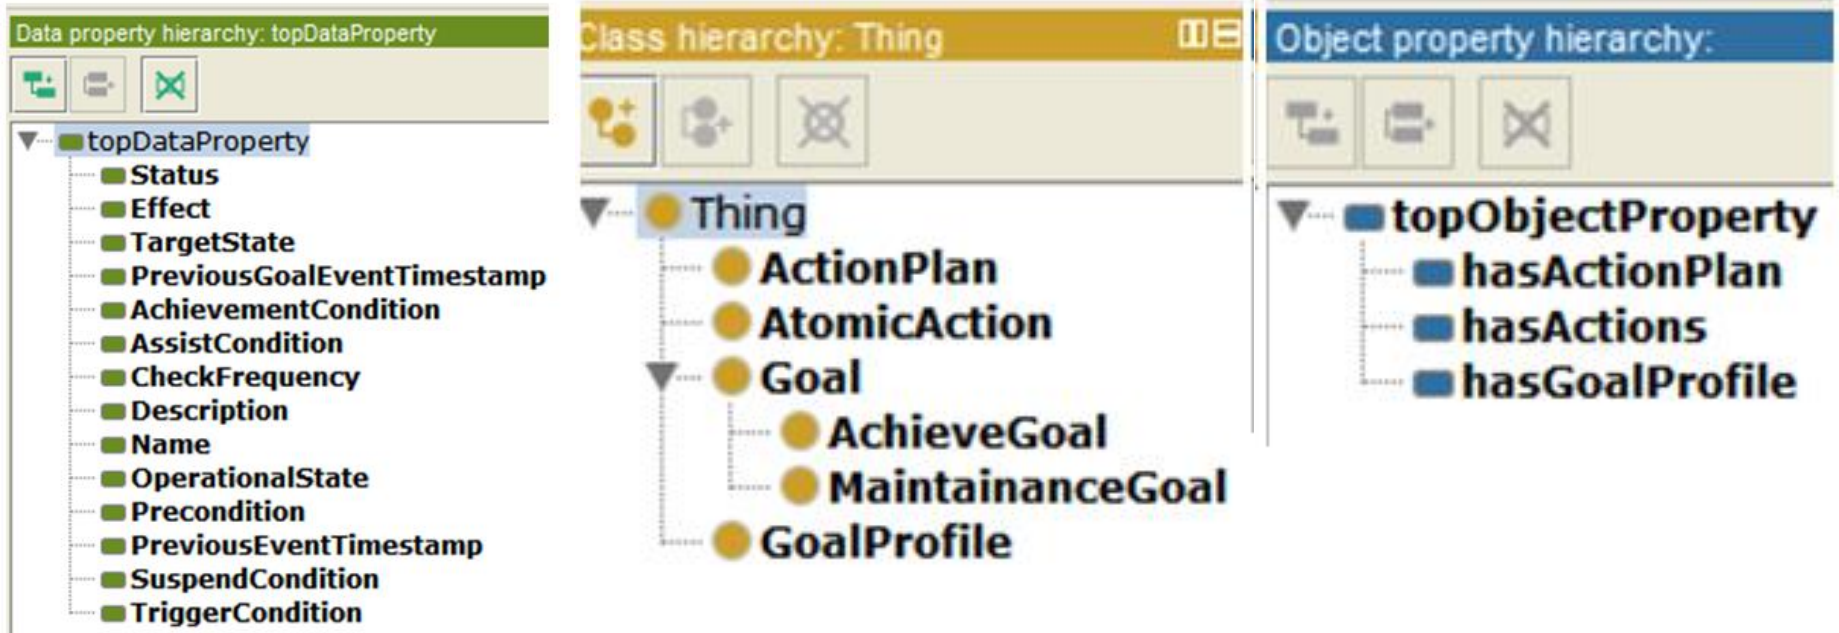 Data property hierarchy: topDataProperty
topDataProperty
Status
Effect
TargetState
PreviousGoalEventTimestamp
AchievementCondition
AssistCondition
CheckFrequency
Description
Name
OperationalState
Precondition
PreviousEventTimestamp
SuspendCondition
TriggerCondition
Class hierarchy: Thing
Thing
ActionPlan
AtomicAction
Goal
AchieveGoal
MaintainanceGoal
GoalProfile
Object property hierarchy:
topObjectProperty
hasActionPlan
hasActions
hasGoalProfile